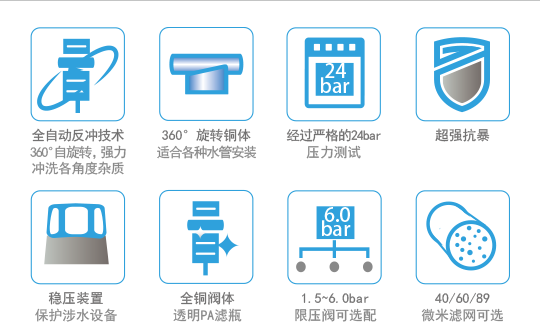 24
bar
全自动反冲技术
360°自旋转，强力
冲洗各角度杂质
360° 旋转铜体
适合各种水管安装
经过严格的24bar
压力测试
超强抗暴
6.0
bar
稳压装置
保护涉水设备
全铜阀体
透明PA滤瓶
1.5~6.0bar
限压阀可选配
40/60/89
微米滤网可选